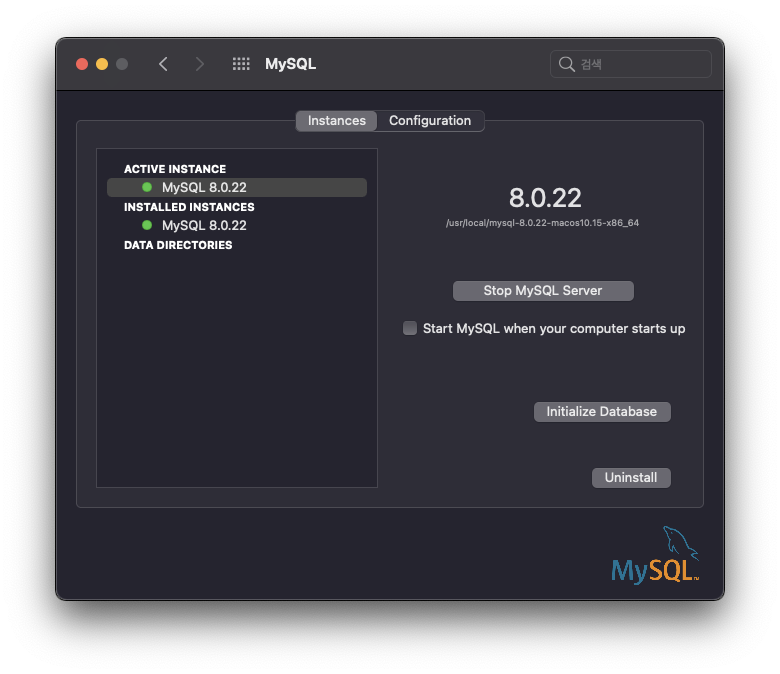 MySQL
검색
Instances
Configuration
ACTIVE INSTANCE
MySQL 8.0.22
INSTALLED INSTANCES
MySQL 8.0.22
DATA DIRECTORIES
8.0.22
/usr/local/mysql-8.0.22-macos10.15-x86_64
Stop MySQL Server
Start MySQL when your computer starts up
Initialize Database
Uninstall
MySQL™